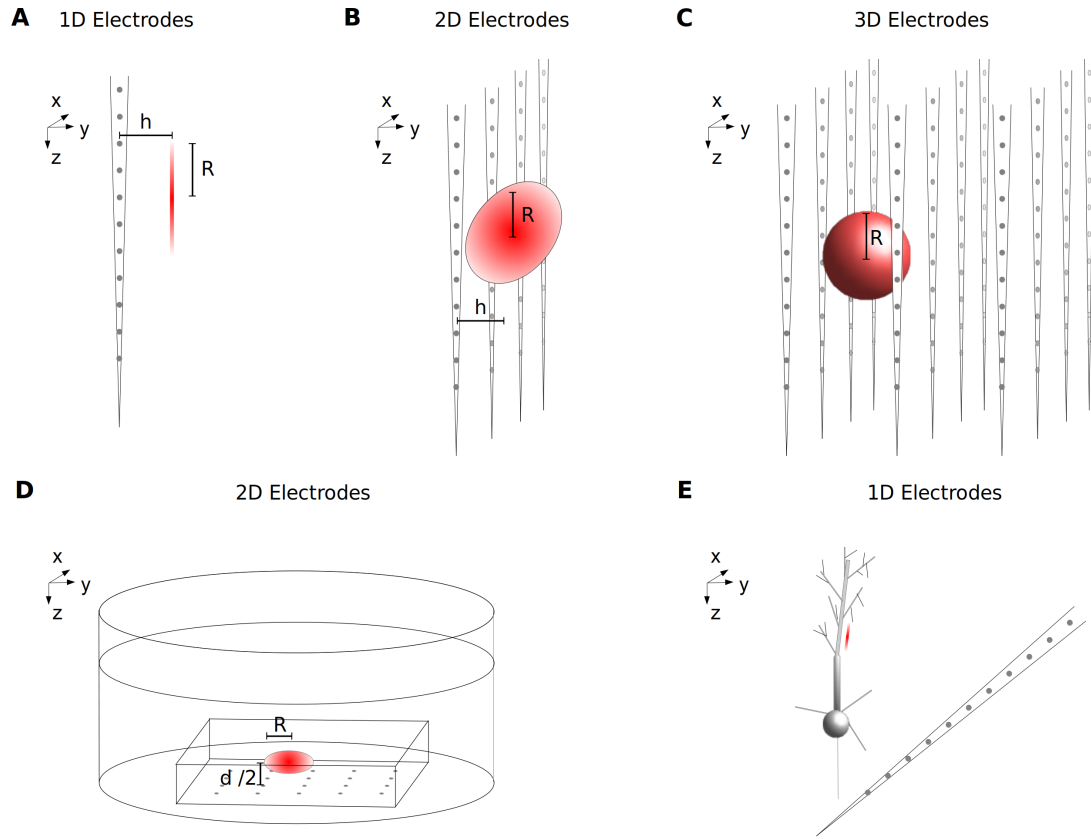 A 1D Electrodes
x
y
z
h
R
B 2D Electrodes
x
y
z
R
h
C 3D Electrodes
x
y
z
R
D 2D Electrodes
x
y
z
R
d /2
E 1D Electrodes
x
y
z